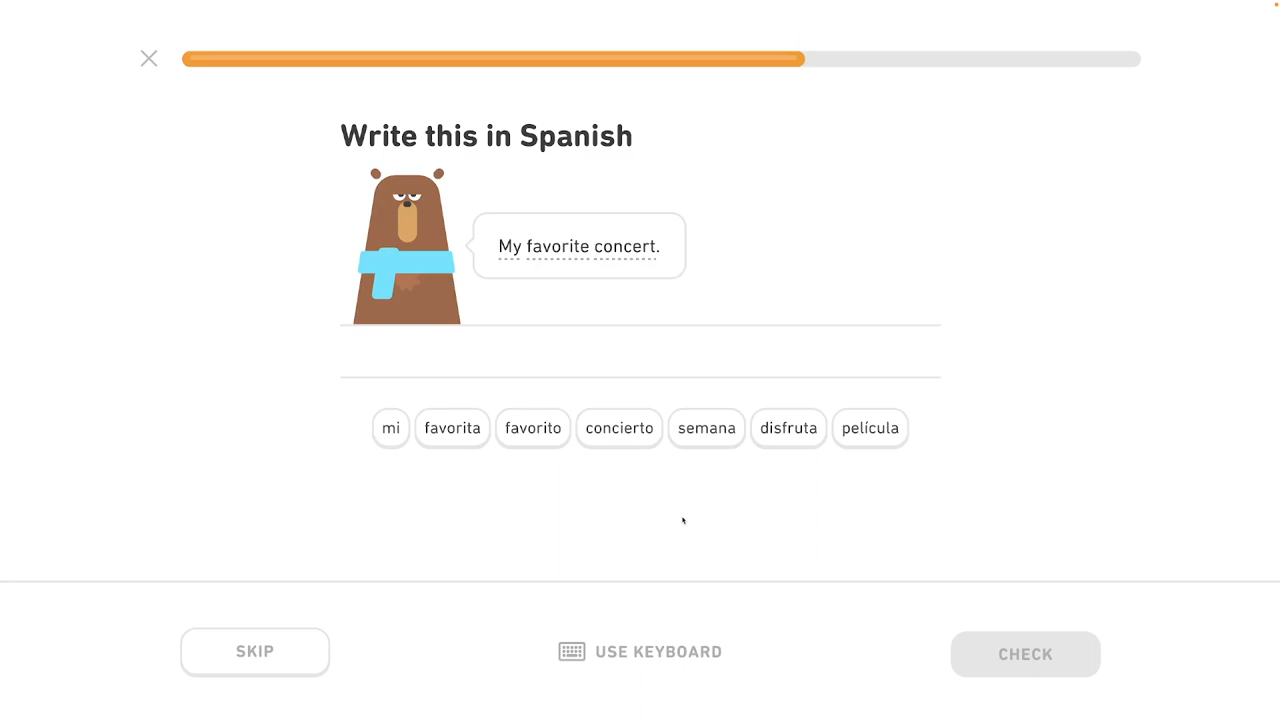 Write this in Spanish
My favorite concert.
mi favorita favorito concierto semana disfruta película
SKIP USE KEYBOARD CHECK